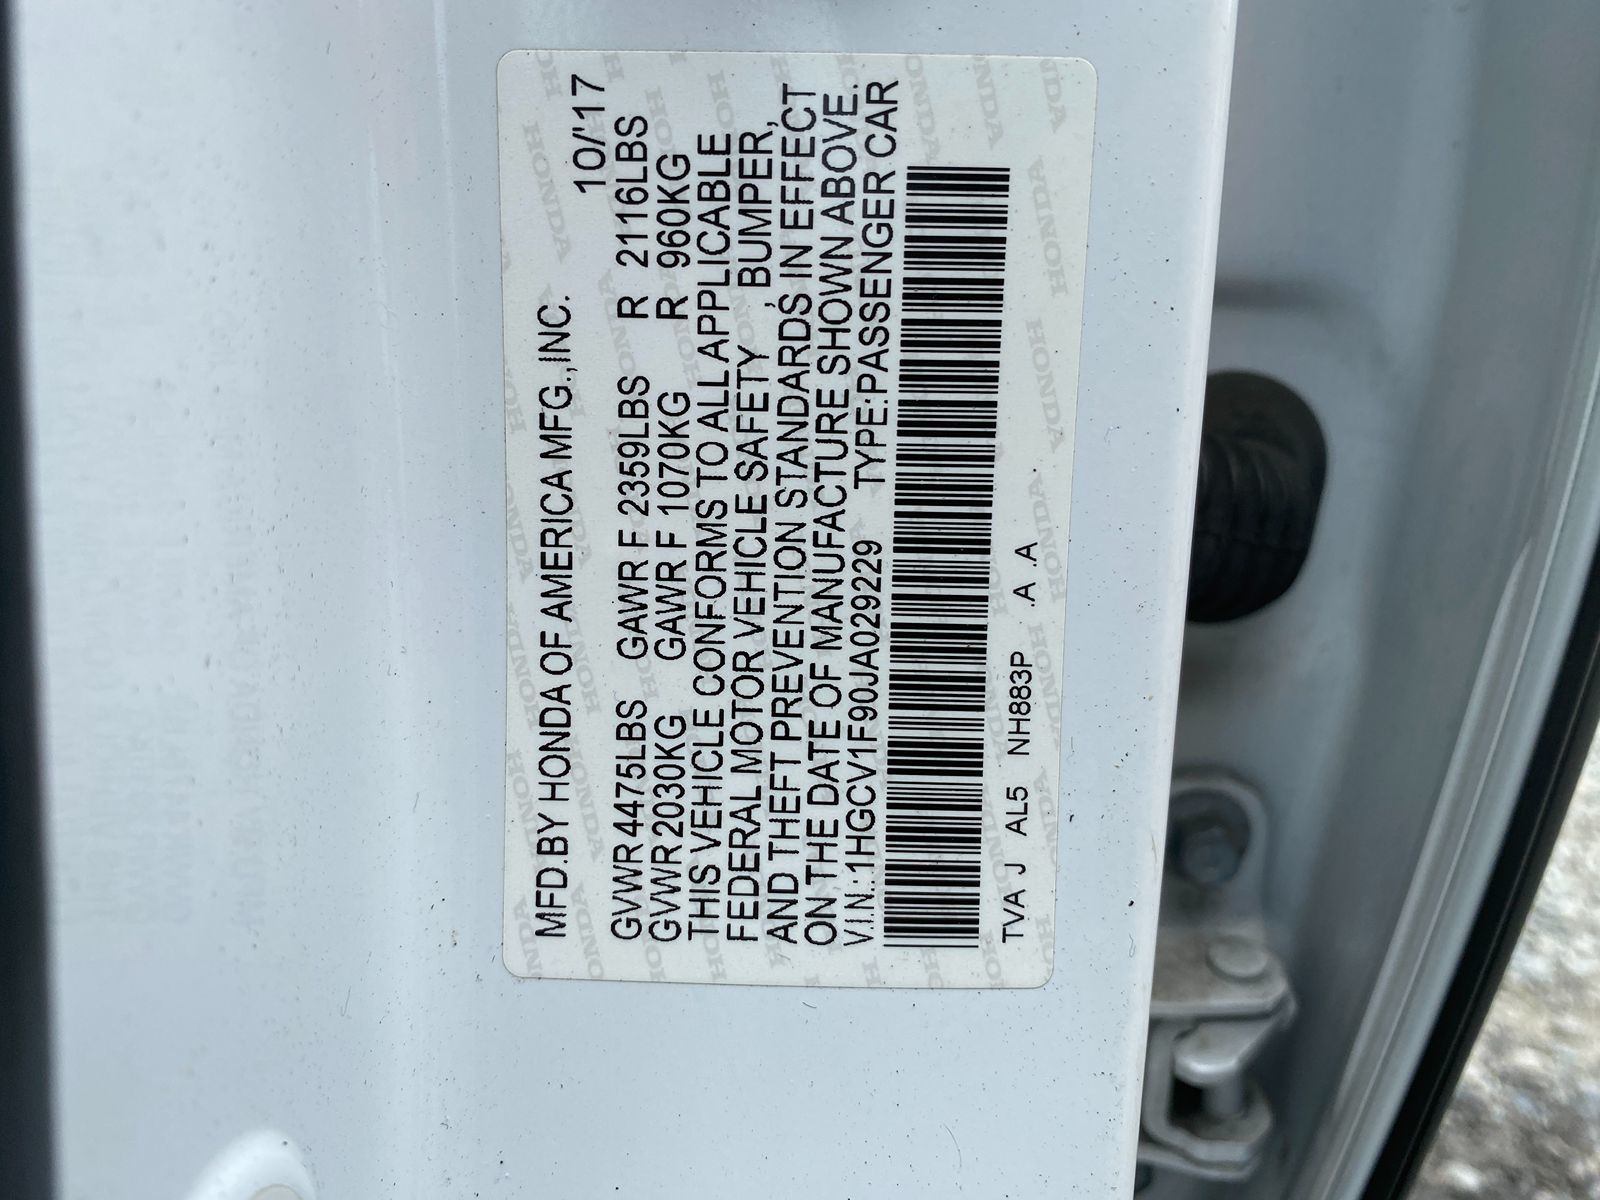 MFD.BY HONDA OF AMERICA MFG.,INC. 10/'17
GVWR 4475LBS GAWR F 2359LBS R 2116LBS
GVWR 2030KG GAWR F 1070KG R 960KG
THIS VEHICLE CONFORMS TO ALL APPLICABLE
FEDERAL MOTOR VEHICLE SAFETY , BUMPER,
AND THEFT PREVENTION STANDARDS IN EFFECT
ON THE DATE OF MANUFACTURE SHOWN ABOVE.
V.I.N.:1HGCV1F90JA029229 TYPE:PASSENGER CAR
TVA J AL5 NH883P .A .A .